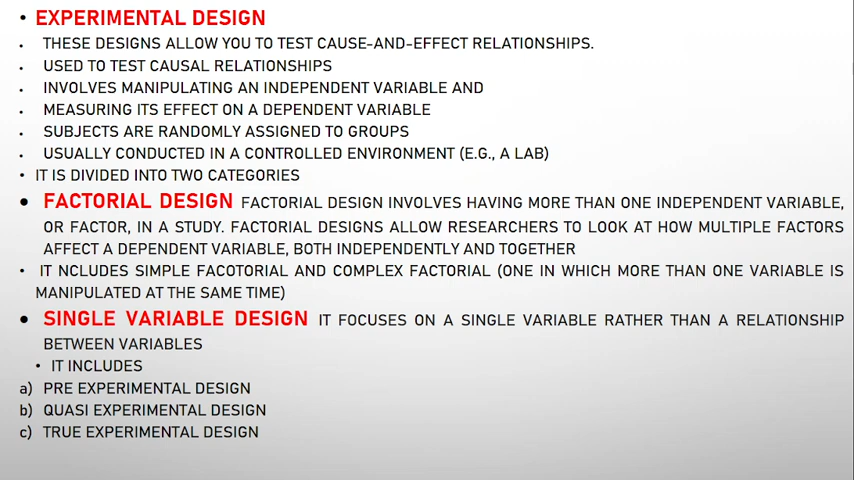 • EXPERIMENTAL DESIGN
• THESE DESIGNS ALLOW YOU TO TEST CAUSE-AND-EFFECT RELATIONSHIPS.
• USED TO TEST CAUSAL RELATIONSHIPS
• INVOLVES MANIPULATING AN INDEPENDENT VARIABLE AND
• MEASURING ITS EFFECT ON A DEPENDENT VARIABLE
• SUBJECTS ARE RANDOMLY ASSIGNED TO GROUPS
• USUALLY CONDUCTED IN A CONTROLLED ENVIRONMENT (E.G., A LAB)
• IT IS DIVIDED INTO TWO CATEGORIES
• FACTORIAL DESIGN FACTORIAL DESIGN INVOLVES HAVING MORE THAN ONE INDEPENDENT VARIABLE,
OR FACTOR, IN A STUDY. FACTORIAL DESIGNS ALLOW RESEARCHERS TO LOOK AT HOW MULTIPLE FACTORS
AFFECT A DEPENDENT VARIABLE, BOTH INDEPENDENTLY AND TOGETHER
• IT NCLUDES SIMPLE FACOTORIAL AND COMPLEX FACTORIAL (ONE IN WHICH MORE THAN ONE VARIABLE IS
MANIPULATED AT THE SAME TIME)
• SINGLE VARIABLE DESIGN IT FOCUSES ON A SINGLE VARIABLE RATHER THAN A RELATIONSHIP
BETWEEN VARIABLES
• IT INCLUDES
a) PRE EXPERIMENTAL DESIGN
b) QUASI EXPERIMENTAL DESIGN
c) TRUE EXPERIMENTAL DESIGN